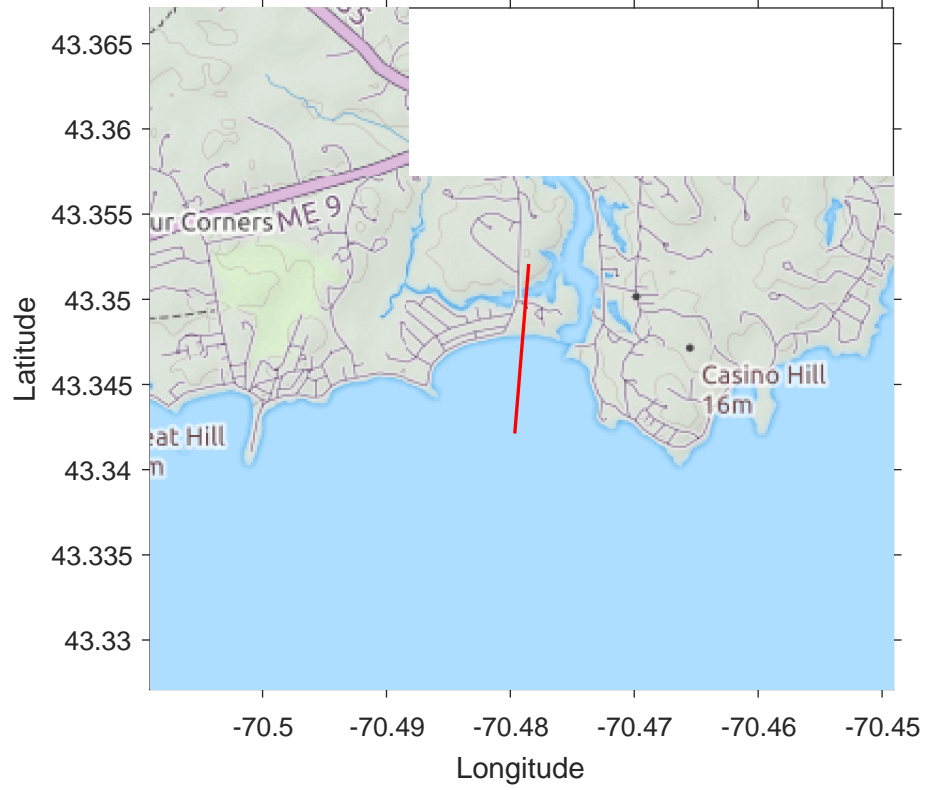 43.365
43.36
43.355
43.35
43.345
43.34
43.335
43.33
Latitude
ur Corners
ME 9
Casino Hill
16m
eat Hill
m
-70.5
-70.49
-70.48
-70.47
-70.46
-70.45
Longitude